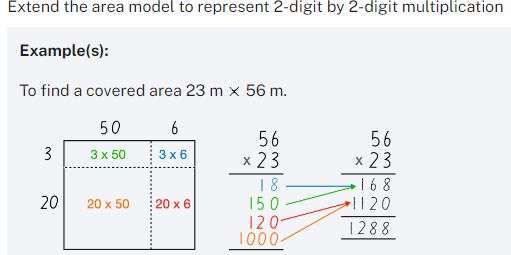 Extend the area model to represent 2-digit by 2-digit multiplication
Example(s):
To find a covered area 23 m × 56 m.
50 6
3 3 x 50 3 x 6
20 20 x 50 20 x 6
56
x 23
18
150
120
1000
56
x 23
168
1120
1288